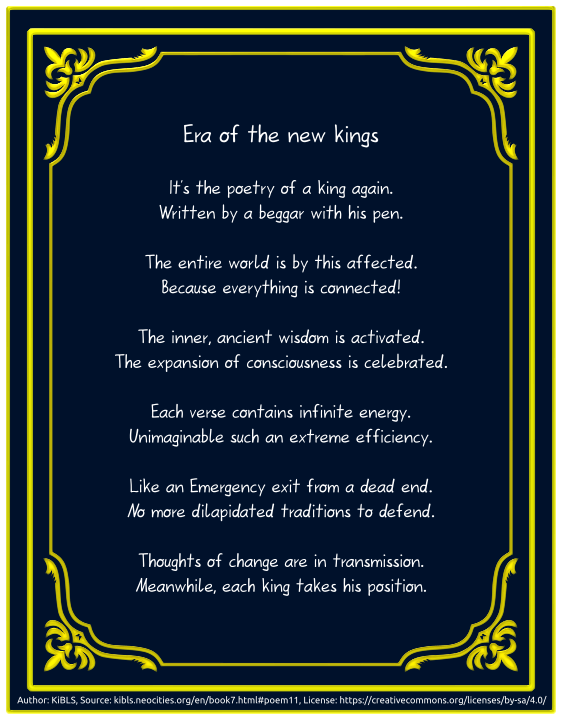 Era of the new kings
It's the poetry of a king again.
Written by a beggar with his pen.
The entire world is by this affected.
Because everything is connected!
The inner, ancient wisdom is activated.
The expansion of consciousness is celebrated.
Each verse contains infinite energy.
Unimaginable such an extreme efficiency.
Like an Emergency exit from a dead end.
No more dilapidated traditions to defend.
Thoughts of change are in transmission.
Meanwhile, each king takes his position.
Author: KiBLS, Source: kibls.neocities.org/en/book7.html#poem11, License: https://creativecommons.org/licenses/by-sa/4.0/